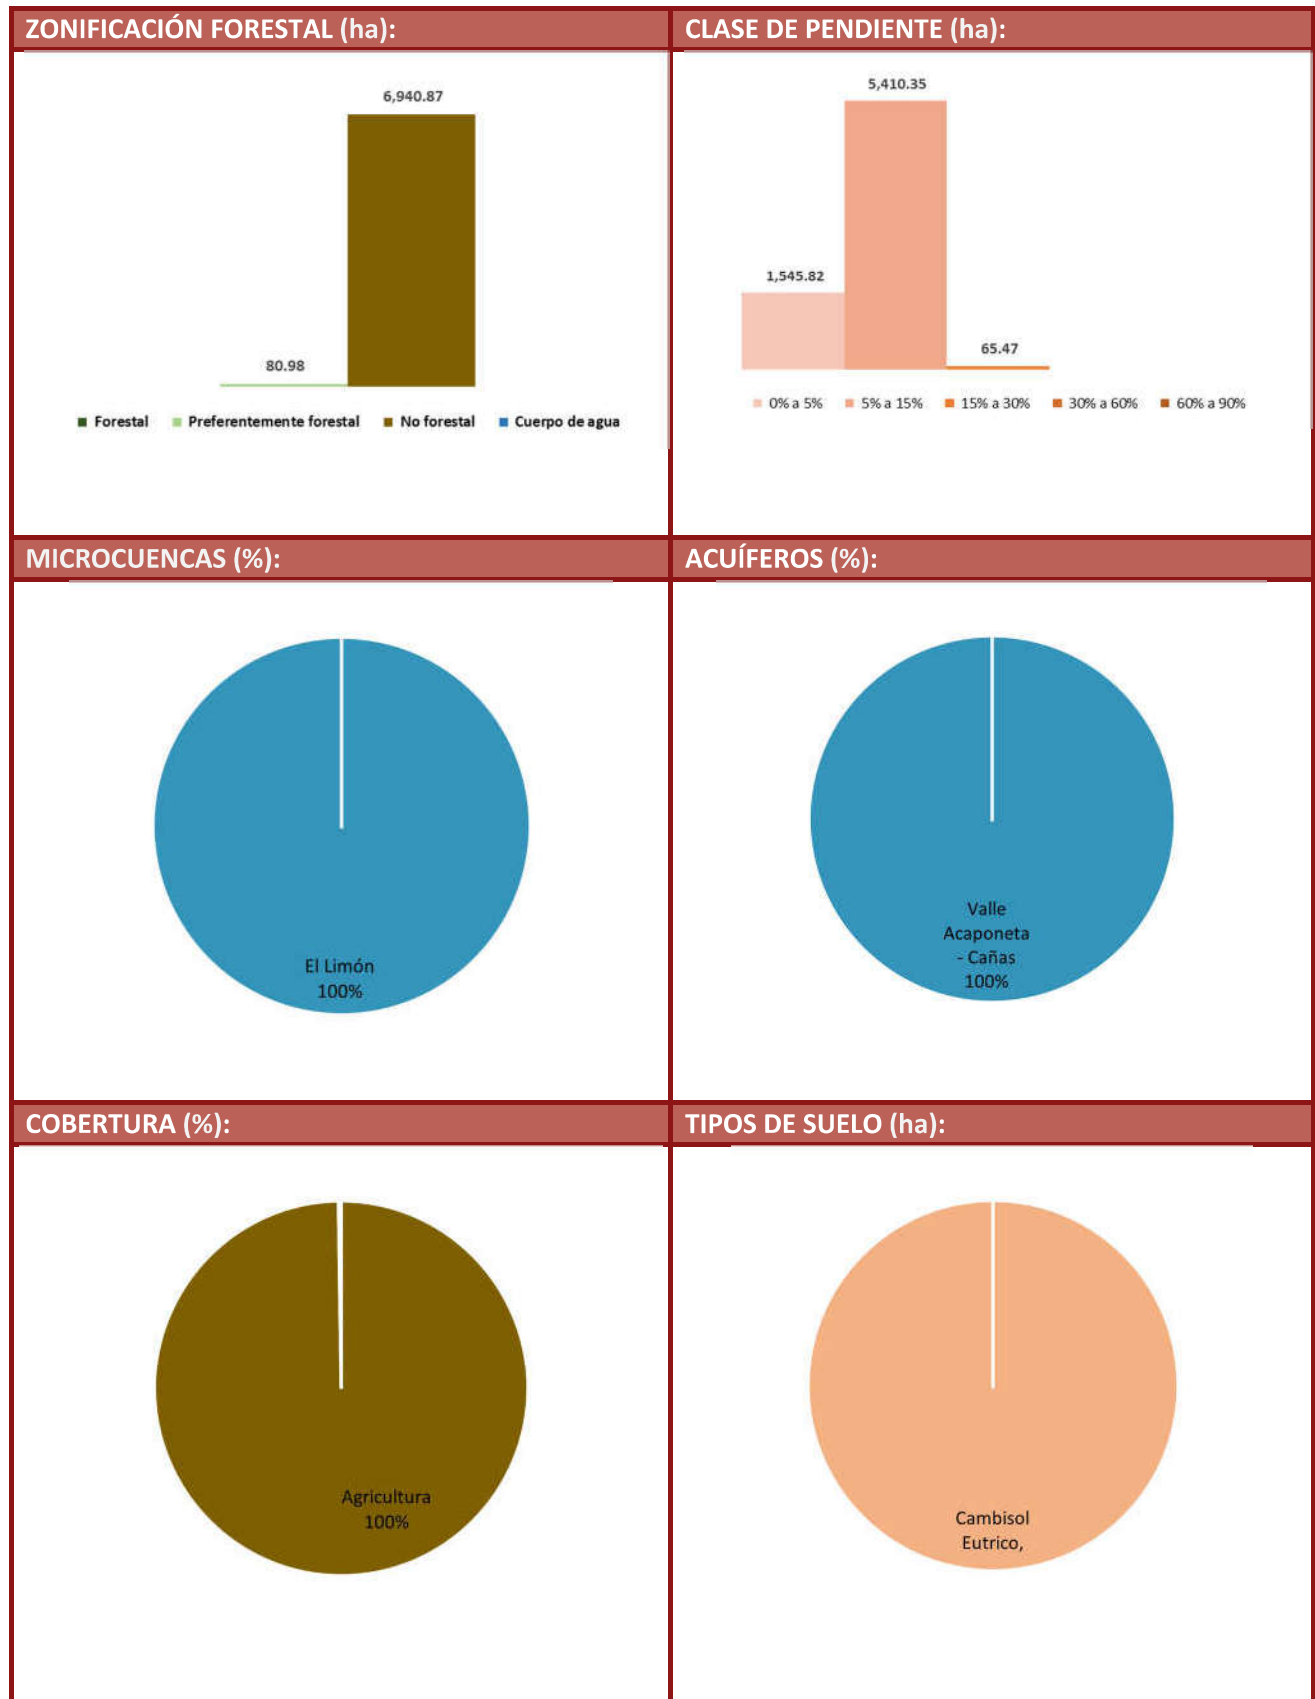 ZONIFICACIÓN FORESTAL (ha):
6,940.87
80.98
Forestal Preferentemente forestal No forestal Cuerpo de agua
CLASE DE PENDIENTE (ha):
5,410.35
1,545.82
65.47
0% a 5% 5% a 15% 15% a 30% 30% a 60% 60% a 90%
MICROCUENCAS (%):
El Limón
100%
ACUÍFEROS (%):
Valle
Acaponeta
- Cañas
100%
COBERTURA (%):
Agricultura
100%
TIPOS DE SUELO (ha):
Cambisol
Eutrico,